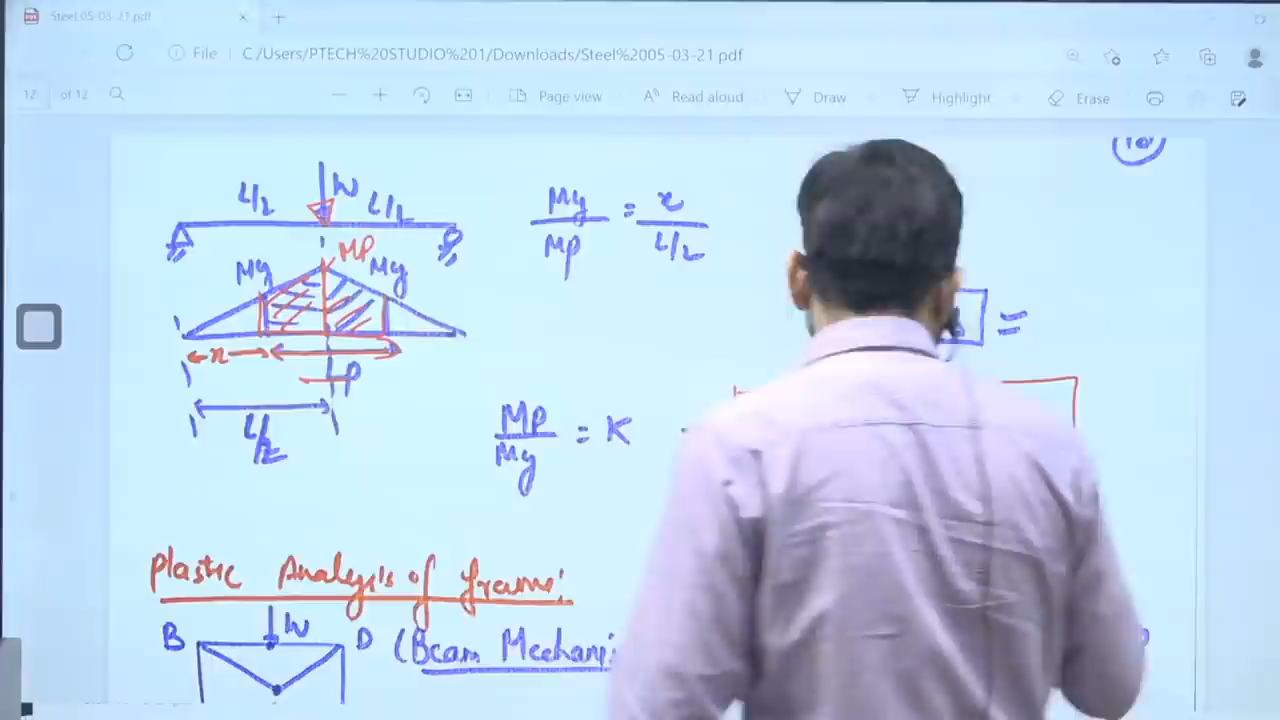 Steel 05-03-21.pdf
File C:/Users/PTECH%20STUDIO%201/Downloads/Steel%2005-03-21.pdf
12 of 12 Page view Read aloud Draw Highlight Erase
L/2 W L/2
MP
My My
x
Lp
L/2
My/MP = x/L/2
MP/My = K
=
Plastic Analysis of frame:
B W D (Beam Mechani